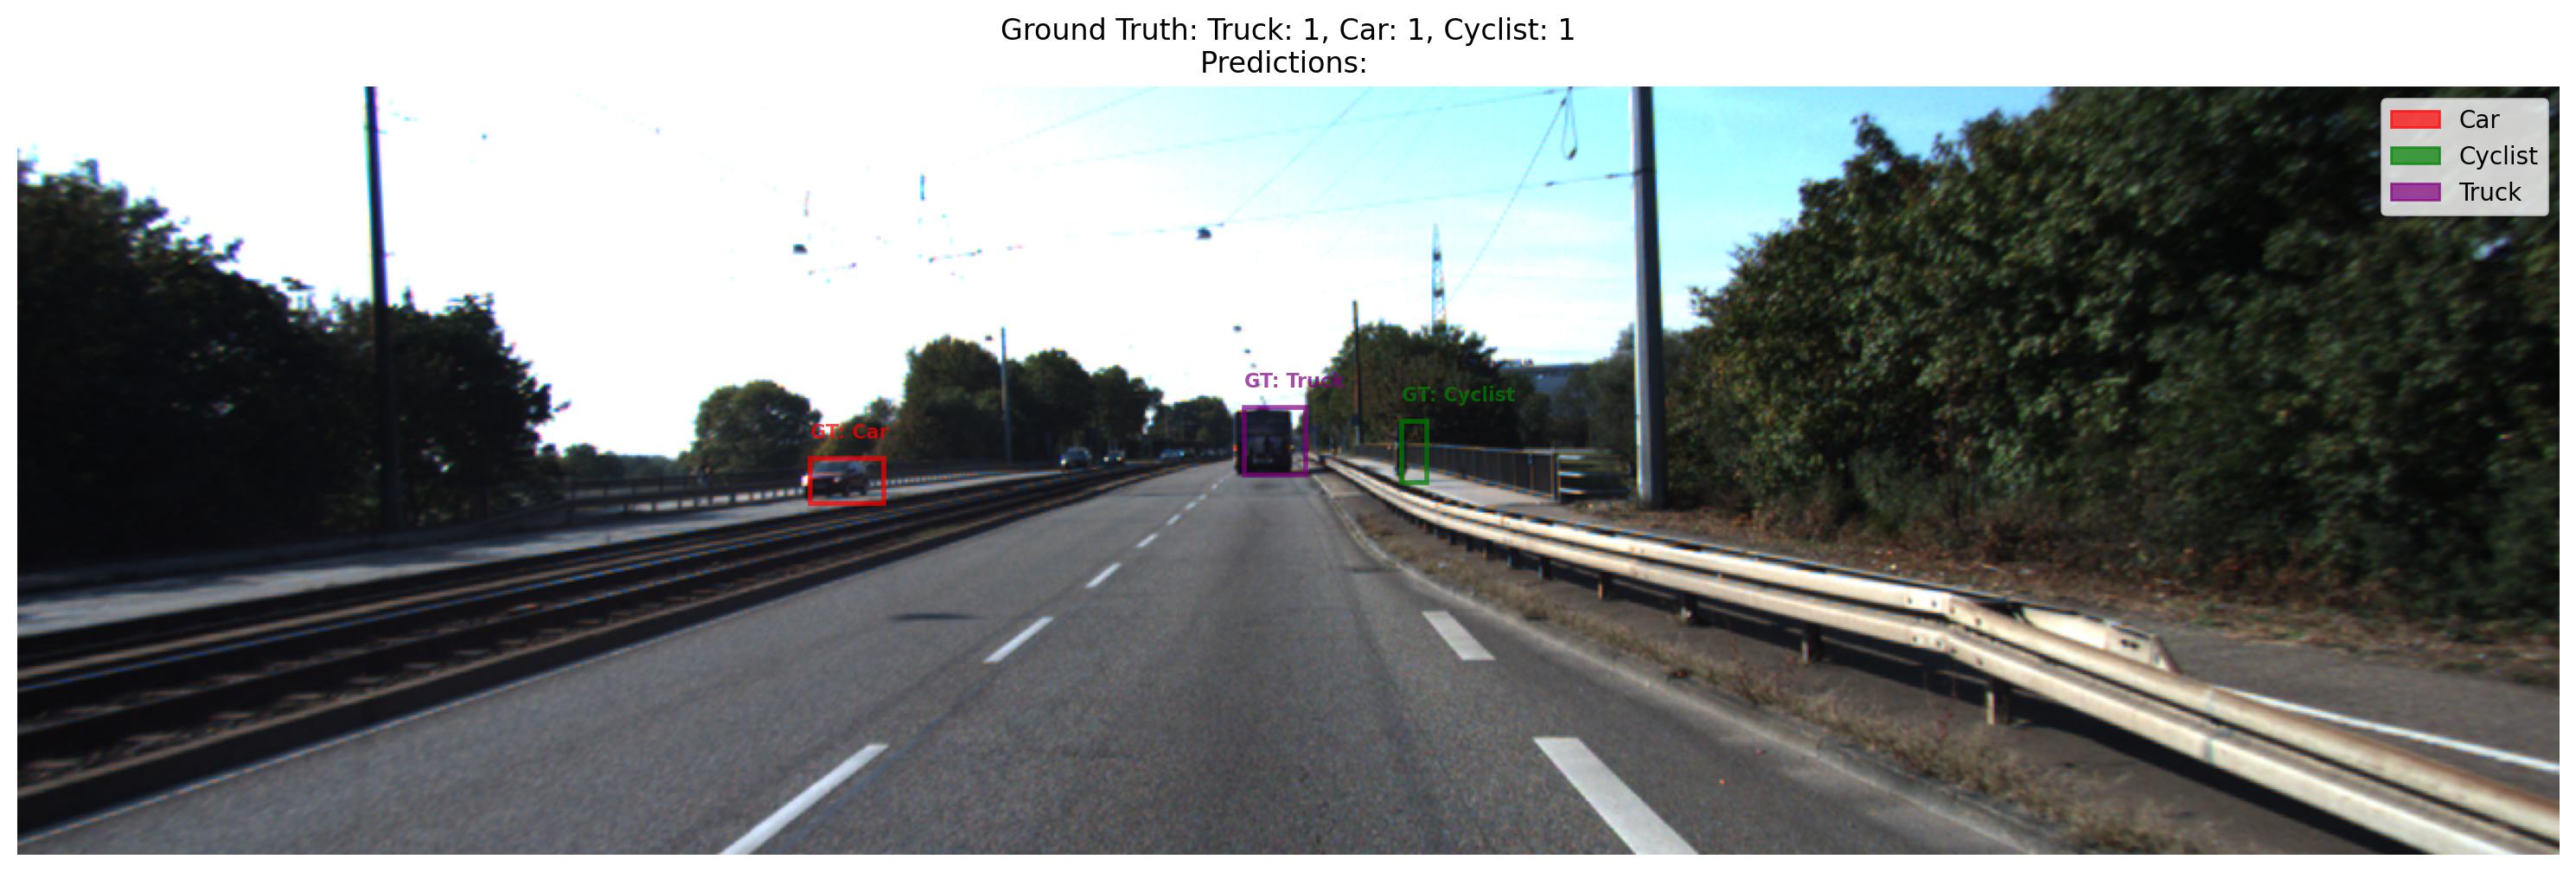 Ground Truth: Truck: 1, Car: 1, Cyclist: 1
Predictions:
Car
Cyclist
Truck
GT: Truck
GT: Cyclist
GT: Car